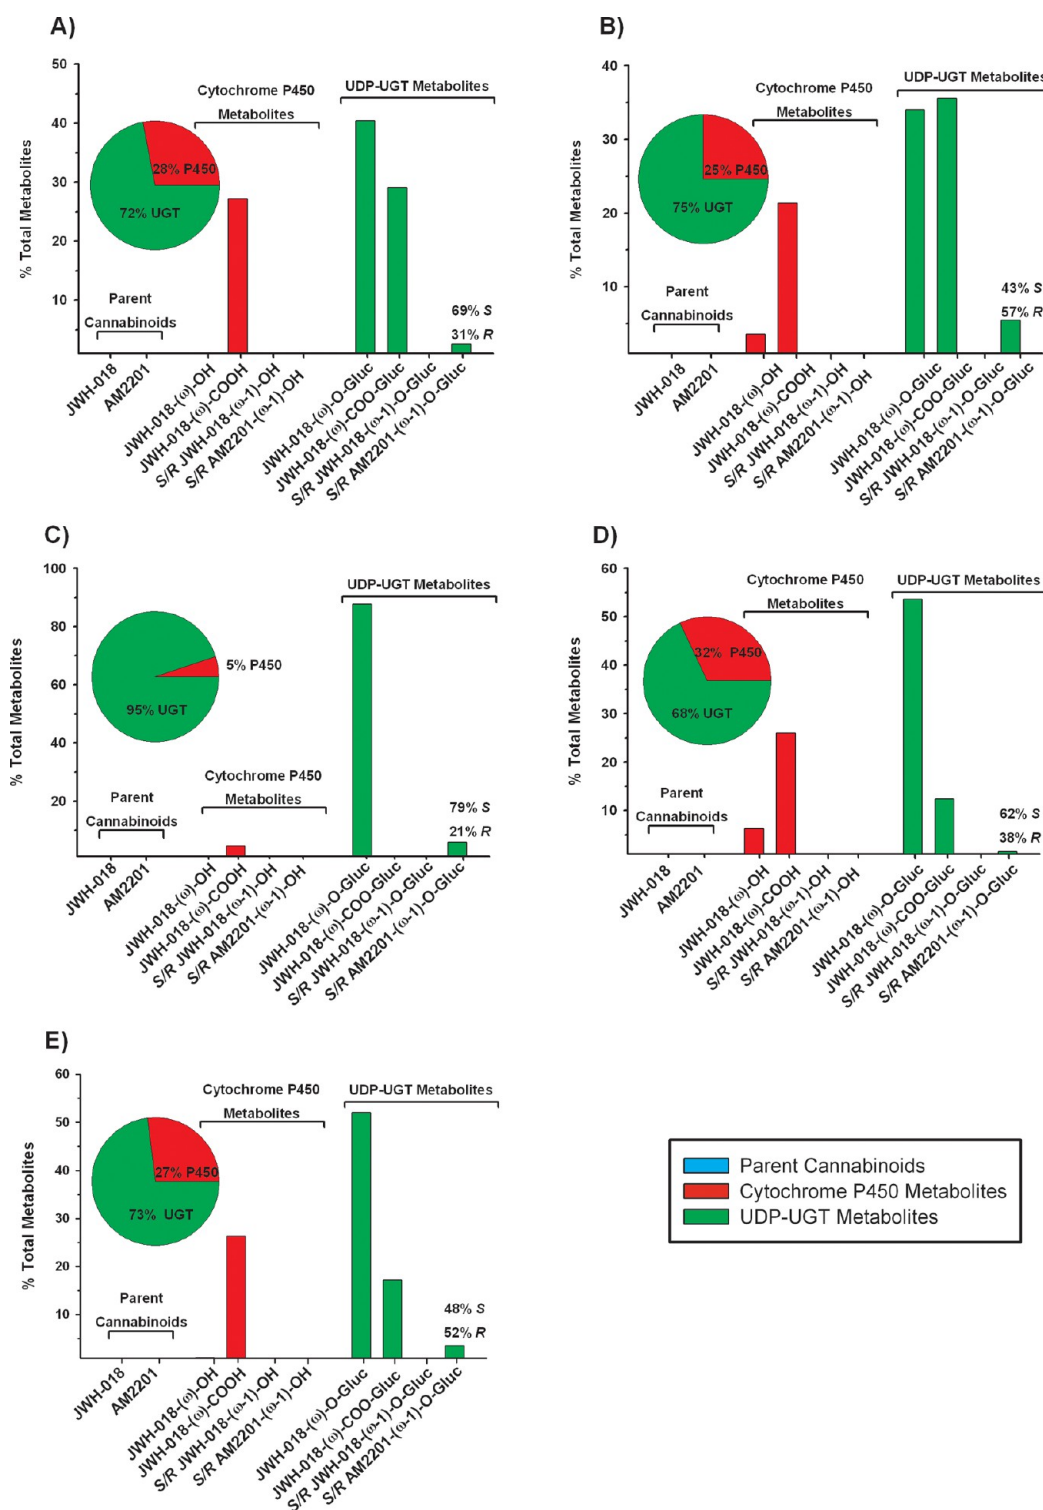 A)
50
40
30
20
10
% Total Metabolites
Cytochrome P450
Metabolites
UDP-UGT Metabolites
28% P450
72% UGT
Parent
Cannabinoids
69% S
31% R
JWH-018
AM2201
JWH-018-(ω)-OH
JWH-018-(ω)-COOH
S/R JWH-018-(ω-1)-OH
S/R AM2201-(ω-1)-OH
JWH-018-(ω)-O-Gluc
JWH-018-(ω)-COO-Gluc
S/R JWH-018-(ω-1)-O-Gluc
S/R AM2201-(ω-1)-O-Gluc
B)
40
30
20
10
% Total Metabolites
UDP-UGT Metabolites
Cytochrome P450
Metabolites
25% P450
75% UGT
Parent
Cannabinoids
43% S
57% R
JWH-018
AM2201
JWH-018-(ω)-OH
JWH-018-(ω)-COOH
S/R JWH-018-(ω-1)-OH
S/R AM2201-(ω-1)-OH
JWH-018-(ω)-O-Gluc
JWH-018-(ω)-COO-Gluc
S/R JWH-018-(ω-1)-O-Gluc
S/R AM2201-(ω-1)-O-Gluc
C)
100
80
60
40
20
% Total Metabolites
UDP-UGT Metabolites
5% P450
95% UGT
Cytochrome P450
Metabolites
Parent
Cannabinoids
79% S
21% R
JWH-018
AM2201
JWH-018-(ω)-OH
JWH-018-(ω)-COOH
S/R JWH-018-(ω-1)-OH
S/R AM2201-(ω-1)-OH
JWH-018-(ω)-O-Gluc
JWH-018-(ω)-COO-Gluc
S/R JWH-018-(ω-1)-O-Gluc
S/R AM2201-(ω-1)-O-Gluc
D)
60
50
40
30
20
10
% Total Metabolites
Cytochrome P450
Metabolites
UDP-UGT Metabolites
32% P450
68% UGT
Parent
Cannabinoids
62% S
38% R
JWH-018
AM2201
JWH-018-(ω)-OH
JWH-018-(ω)-COOH
S/R JWH-018-(ω-1)-OH
S/R AM2201-(ω-1)-OH
JWH-018-(ω)-O-Gluc
JWH-018-(ω)-COO-Gluc
S/R JWH-018-(ω-1)-O-Gluc
S/R AM2201-(ω-1)-O-Gluc
E)
60
50
40
30
20
10
% Total Metabolites
Cytochrome P450
Metabolites
UDP-UGT Metabolites
27% P450
73% UGT
Parent
Cannabinoids
48% S
52% R
JWH-018
AM2201
JWH-018-(ω)-OH
JWH-018-(ω)-COOH
S/R JWH-018-(ω-1)-OH
S/R AM2201-(ω-1)-OH
JWH-018-(ω)-O-Gluc
JWH-018-(ω)-COO-Gluc
S/R JWH-018-(ω-1)-O-Gluc
S/R AM2201-(ω-1)-O-Gluc
Parent Cannabinoids
Cytochrome P450 Metabolites
UDP-UGT Metabolites